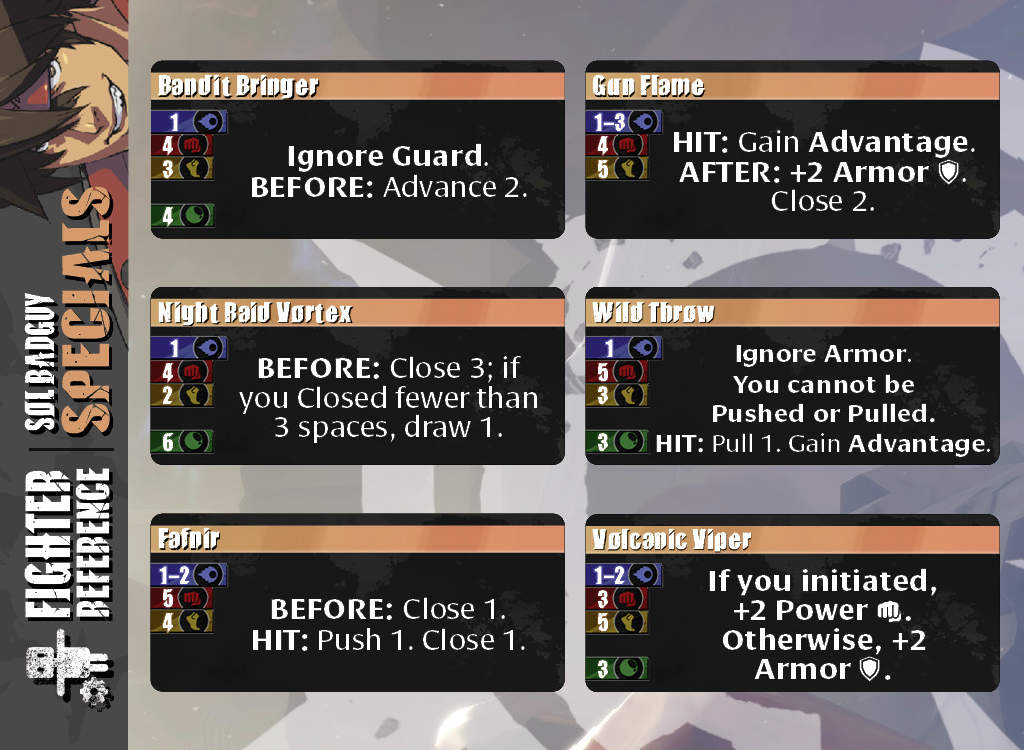 SOL BADGUY
SPECIALS
FIGHTER
REFERENCE
Bandit Bringer
1
4
3
4
Ignore Guard.
BEFORE: Advance 2.
Gun Flame
1-3
4
5
HIT: Gain Advantage.
AFTER: +2 Armor.
Close 2.
Night Raid Vortex
1
4
2
6
BEFORE: Close 3; if
you Closed fewer than
3 spaces, draw 1.
Wild Throw
1
5
3
3
Ignore Armor.
You cannot be
Pushed or Pulled.
HIT: Pull 1. Gain Advantage.
Fafnir
1-2
5
4
BEFORE: Close 1.
HIT: Push 1. Close 1.
Volcanic Viper
1-2
3
5
3
If you initiated,
+2 Power.
Otherwise, +2
Armor.